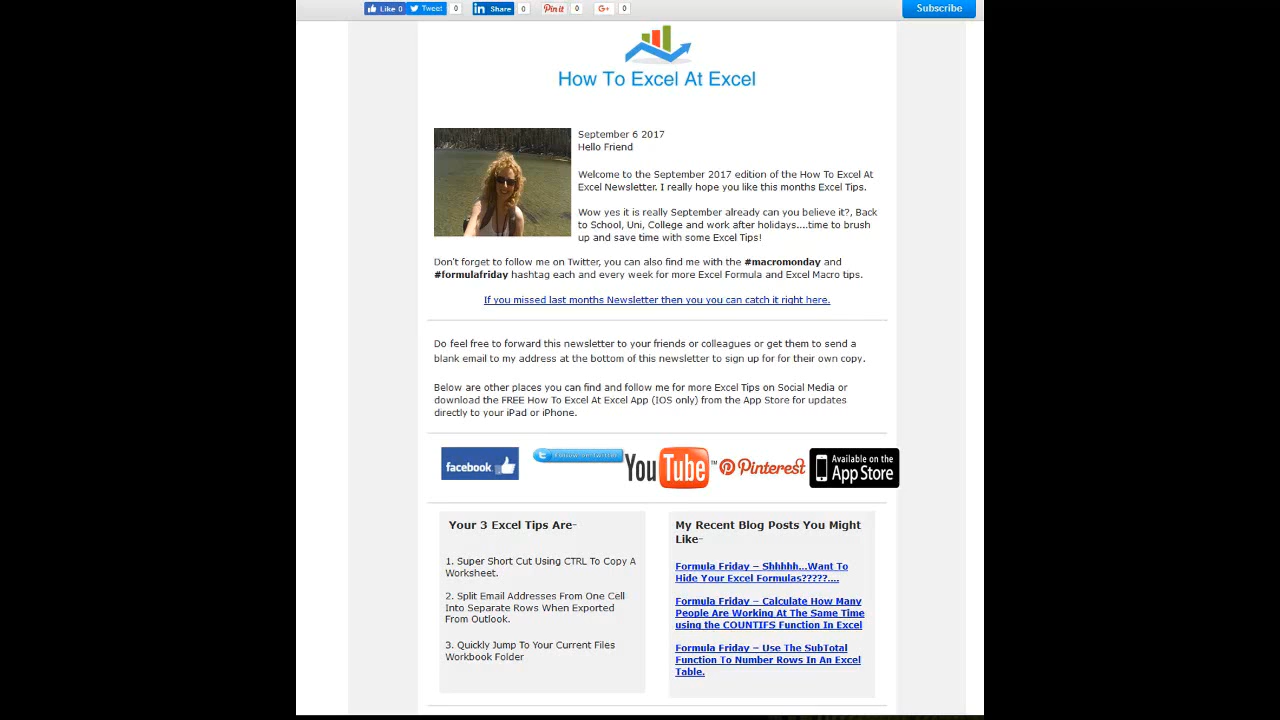 Like 0 Tweet 0 in Share 0 Pin it 0 G+ 0 Subscribe
How To Excel At Excel
September 6 2017
Hello Friend
Welcome to the September 2017 edition of the How To Excel At
Excel Newsletter. I really hope you like this months Excel Tips.
Wow yes it is really September already can you believe it?, Back
to School, Uni, College and work after holidays....time to brush
up and save time with some Excel Tips!
Don't forget to follow me on Twitter, you can also find me with the #macromonday and
#formulafriday hashtag each and every week for more Excel Formula and Excel Macro tips.
If you missed last months Newsletter then you you can catch it right here.
Do feel free to forward this newsletter to your friends or colleagues or get them to send a
blank email to my address at the bottom of this newsletter to sign up for for their own copy.
Below are other places you can find and follow me for more Excel Tips on Social Media or
download the FREE How To Excel At Excel App (IOS only) from the App Store for updates
directly to your iPad or iPhone.
facebook
YouTube™
Pinterest
Available on the
App Store
Your 3 Excel Tips Are-
1. Super Short Cut Using CTRL To Copy A
Worksheet.
2. Split Email Addresses From One Cell
Into Separate Rows When Exported
From Outlook.
3. Quickly Jump To Your Current Files
Workbook Folder
My Recent Blog Posts You Might
Like-
Formula Friday – Shhhhh...Want To
Hide Your Excel Formulas?????....
Formula Friday – Calculate How Many
People Are Working At The Same Time
using the COUNTIFS Function In Excel
Formula Friday – Use The SubTotal
Function To Number Rows In An Excel
Table.